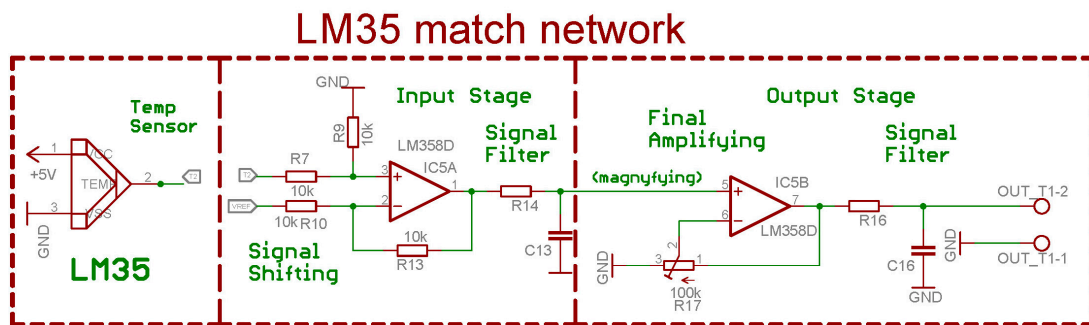 LM35 match network
1
+5V
VCC
TEMP
2
T2
3
VSS
GND
Temp
Sensor
LM35
GND
R9
10k
Input Stage
T2
R7
10k
VREF
10k
R10
Signal
Shifting
LM358D
IC5A
3
+
2
-
1
10k
R13
Signal
Filter
R14
C13
Output Stage
Final
Amplifying
(magnyfying)
5
+
6
-
7
IC5B
LM358D
GND
3
2
1
100k
R17
Signal
Filter
R16
C16
GND
GND
OUT_T1-2
OUT_T1-1